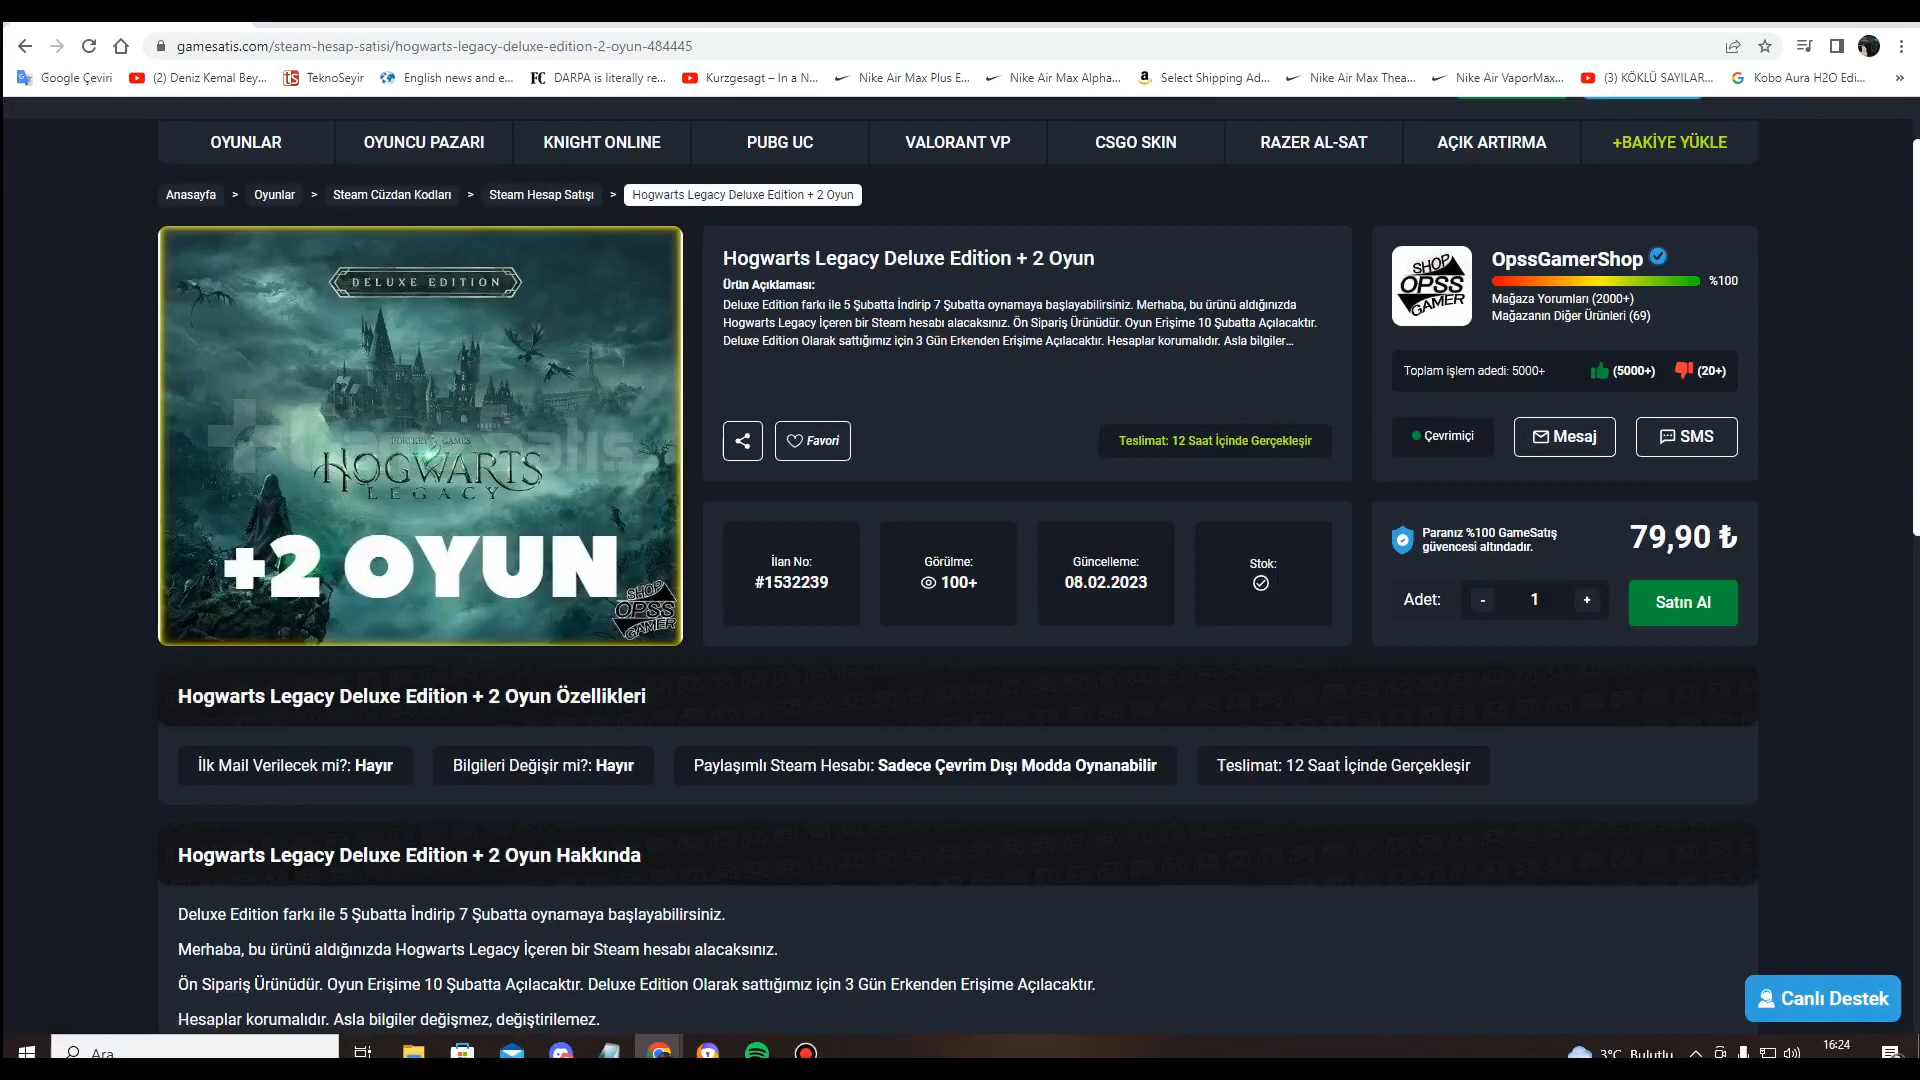 gamesatis.com/steam-hesap-satisi/hogwarts-legacy-deluxe-edition-2-oyun-484445
Google Çeviri
(2) Deniz Kemal Bey...
TeknoSeyir
English news and e...
FC DARPA is literally re...
Kurzgesagt – In a N...
Nike Air Max Plus E...
Nike Air Max Alpha...
Select Shipping Ad...
Nike Air Max Thea...
Nike Air VaporMax...
(3) KÖKLÜ SAYILAR...
Kobo Aura H2O Edi...
»
OYUNLAR
OYUNCU PAZARI
KNIGHT ONLINE
PUBG UC
VALORANT VP
CSGO SKIN
RAZER AL-SAT
AÇIK ARTIRMA
+BAKİYE YÜKLE
Anasayfa > Oyunlar > Steam Cüzdan Kodları > Steam Hesap Satışı > Hogwarts Legacy Deluxe Edition + 2 Oyun
DELUXE EDITION
PORTKEY GAMES
HOGWARTS
LEGACY
+2 OYUN
SHOP
OPSS
GAMER
Hogwarts Legacy Deluxe Edition + 2 Oyun
Ürün Açıklaması:
Deluxe Edition farkı ile 5 Şubatta İndirip 7 Şubatta oynamaya başlayabilirsiniz. Merhaba, bu ürünü aldığınızda
Hogwarts Legacy İçeren bir Steam hesabı alacaksınız. Ön Sipariş Ürünüdür. Oyun Erişime 10 Şubatta Açılacaktır.
Deluxe Edition Olarak sattığımız için 3 Gün Erkenden Erişime Açılacaktır. Hesaplar korumalıdır. Asla bilgiler...
Favori
Teslimat: 12 Saat İçinde Gerçekleşir
İlan No:
#1532239
Görülme:
100+
Güncelleme:
08.02.2023
Stok:
SHOP
OPSS
GAMER
OpssGamerShop
%100
Mağaza Yorumları (2000+)
Mağazanın Diğer Ürünleri (69)
Toplam işlem adedi: 5000+
(5000+)
(20+)
Çevrimiçi
Mesaj
SMS
Paranız %100 GameSatış
güvencesi altındadır.
79,90 ₺
Adet:
-
1
+
Satın Al
Hogwarts Legacy Deluxe Edition + 2 Oyun Özellikleri
İlk Mail Verilecek mi?: Hayır
Bilgileri Değişir mi?: Hayır
Paylaşımlı Steam Hesabı: Sadece Çevrim Dışı Modda Oynanabilir
Teslimat: 12 Saat İçinde Gerçekleşir
Hogwarts Legacy Deluxe Edition + 2 Oyun Hakkında
Deluxe Edition farkı ile 5 Şubatta İndirip 7 Şubatta oynamaya başlayabilirsiniz.
Merhaba, bu ürünü aldığınızda Hogwarts Legacy İçeren bir Steam hesabı alacaksınız.
Ön Sipariş Ürünüdür. Oyun Erişime 10 Şubatta Açılacaktır. Deluxe Edition Olarak sattığımız için 3 Gün Erkenden Erişime Açılacaktır.
Hesaplar korumalıdır. Asla bilgiler değişmez, değiştirilemez.
Canlı Destek
Ara
3°C Bulutlu
16:24